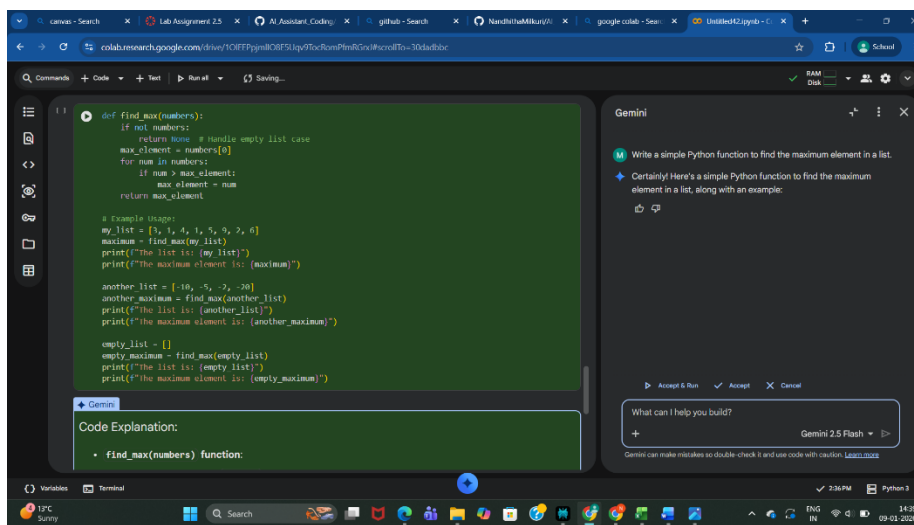 canvas - Search
Lab Assignment 2.5
AI_Assistant_Coding/
github - Search
NandhithaMilkuri/AI
google colab - Sear
Untitled42.ipynb - C
colab.research.google.com/drive/
School
Commands + Code + Text Run all Saving...
RAM
Disk
def find_max(numbers):
if not numbers:
return None # Handle empty list case
max_element = numbers[0]
for num in numbers:
if num > max_element:
max_element = num
return max_element
# Example Usage:
my_list = [3, 1, 4, 1, 5, 9, 2, 6]
maximum = find_max(my_list)
print(f"The list is: {my_list}")
print(f"The maximum element is: {maximum}")
another_list = [-10, -5, -2, -20]
another_maximum = find_max(another_list)
print(f"The list is: {another_list}")
print(f"The maximum element is: {another_maximum}")
empty_list = []
empty_maximum = find_max(empty_list)
print(f"The list is: {empty_list}")
print(f"The maximum element is: {empty_maximum}")
Gemini
Code Explanation:
• find_max(numbers) function:
Gemini
M Write a simple Python function to find the maximum element in a list.
Certainly! Here's a simple Python function to find the maximum
element in a list, along with an example:
Accept & Run Accept Cancel
What can I help you build?
+ Gemini 2.5 Flash
Gemini can make mistakes so double-check it and use code with caution. Learn more
Variables Terminal
2:36 PM Python 3
13°C
Sunny
Search
ENG
IN
09-01-